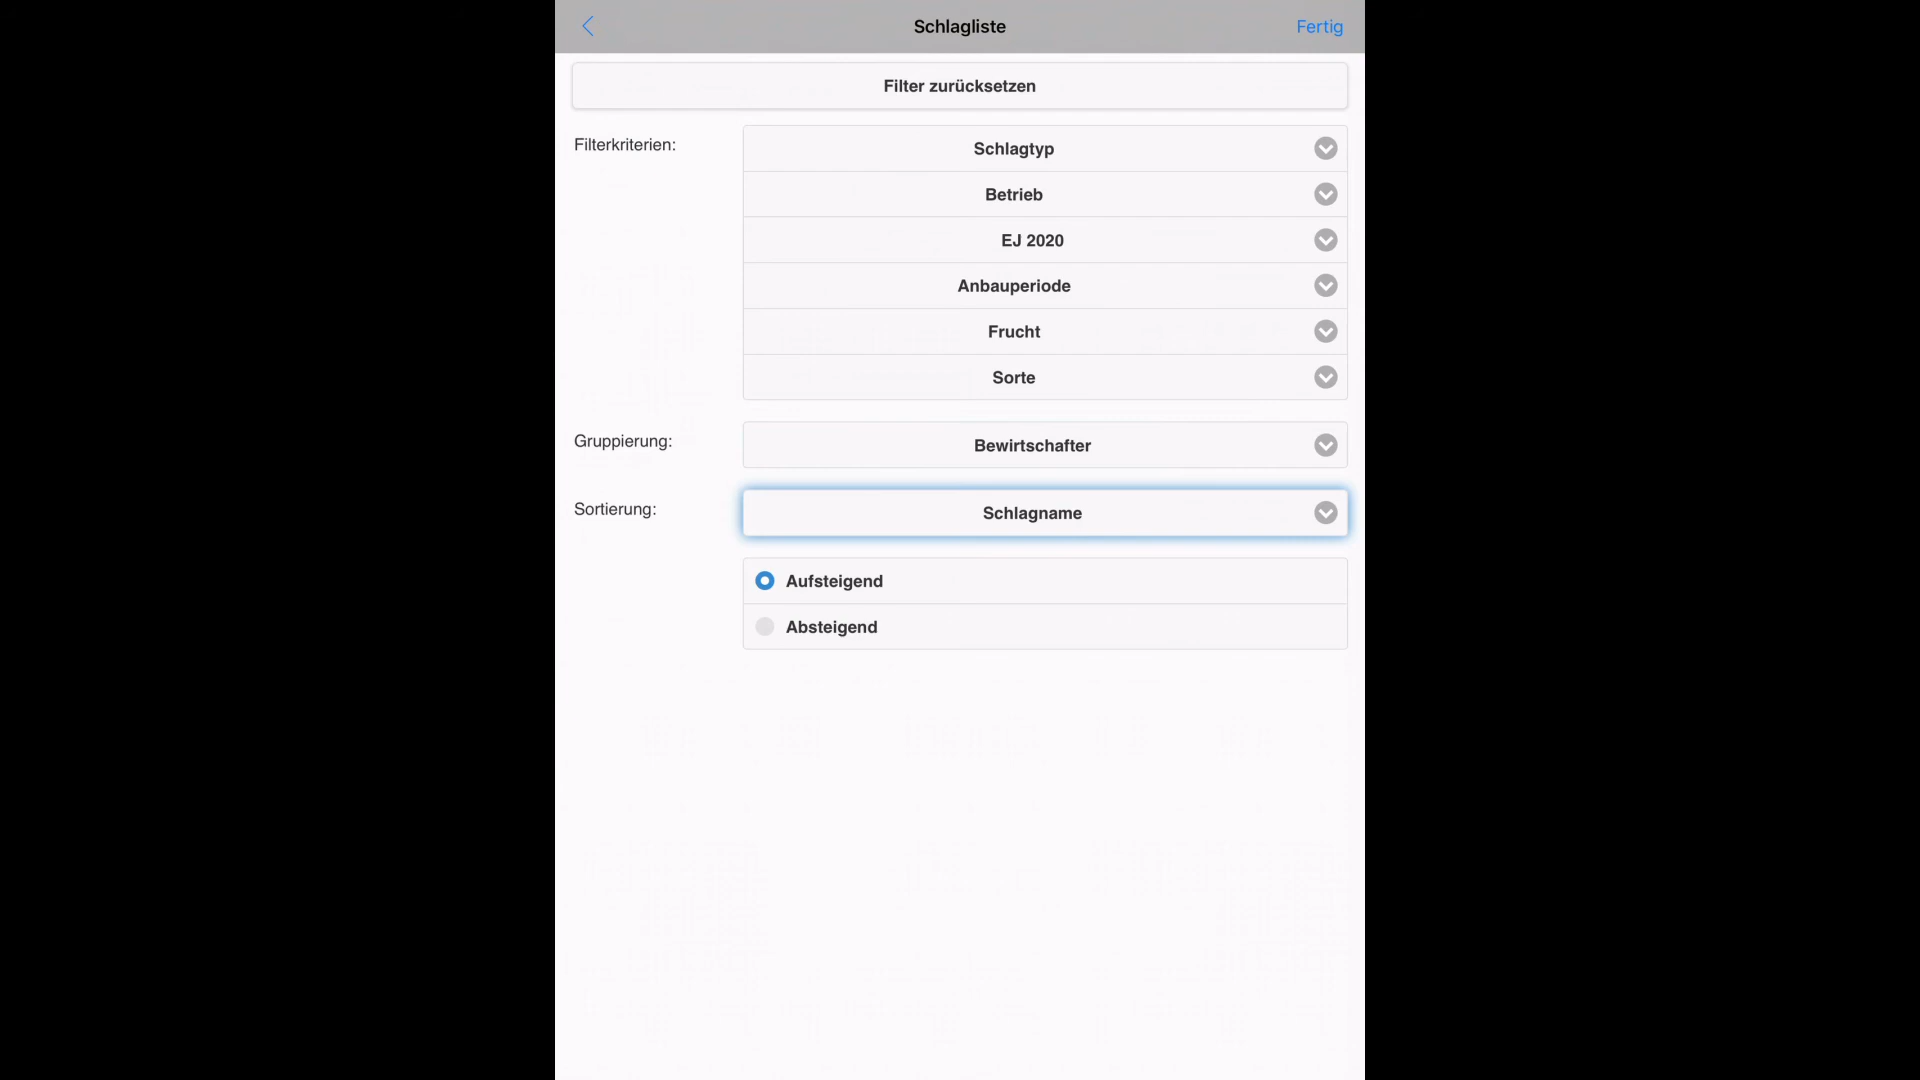 Schlagliste
Fertig
Filter zurücksetzen
Filterkriterien:
Schlagtyp
Betrieb
EJ 2020
Anbauperiode
Frucht
Sorte
Gruppierung:
Bewirtschafter
Sortierung:
Schlagname
Aufsteigend
Absteigend